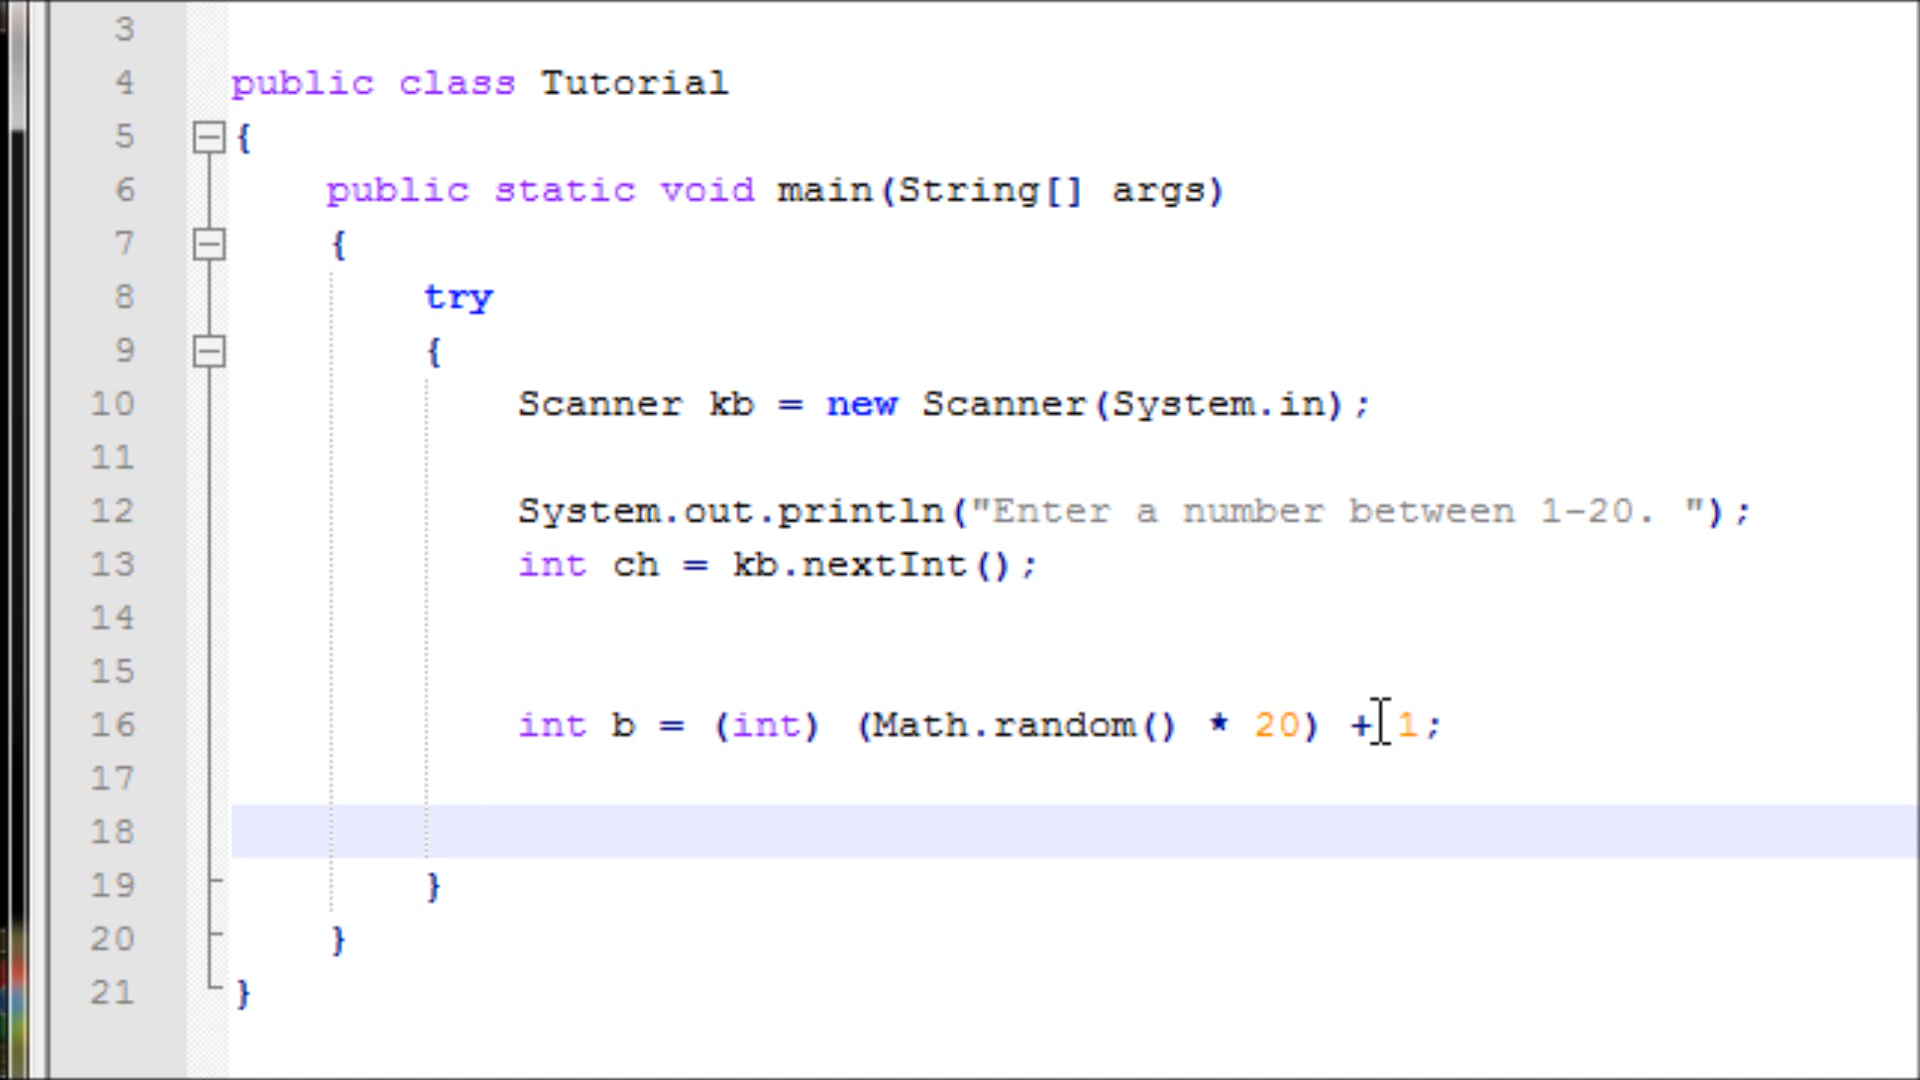 3
4 public class Tutorial
5 {
6 public static void main(String[] args)
7 {
8 try
9 {
10 Scanner kb = new Scanner(System.in);
11
12 System.out.println("Enter a number between 1-20. ");
13 int ch = kb.nextInt();
14
15
16 int b = (int) (Math.random() * 20) + 1;
17
18
19 }
20 }
21 }